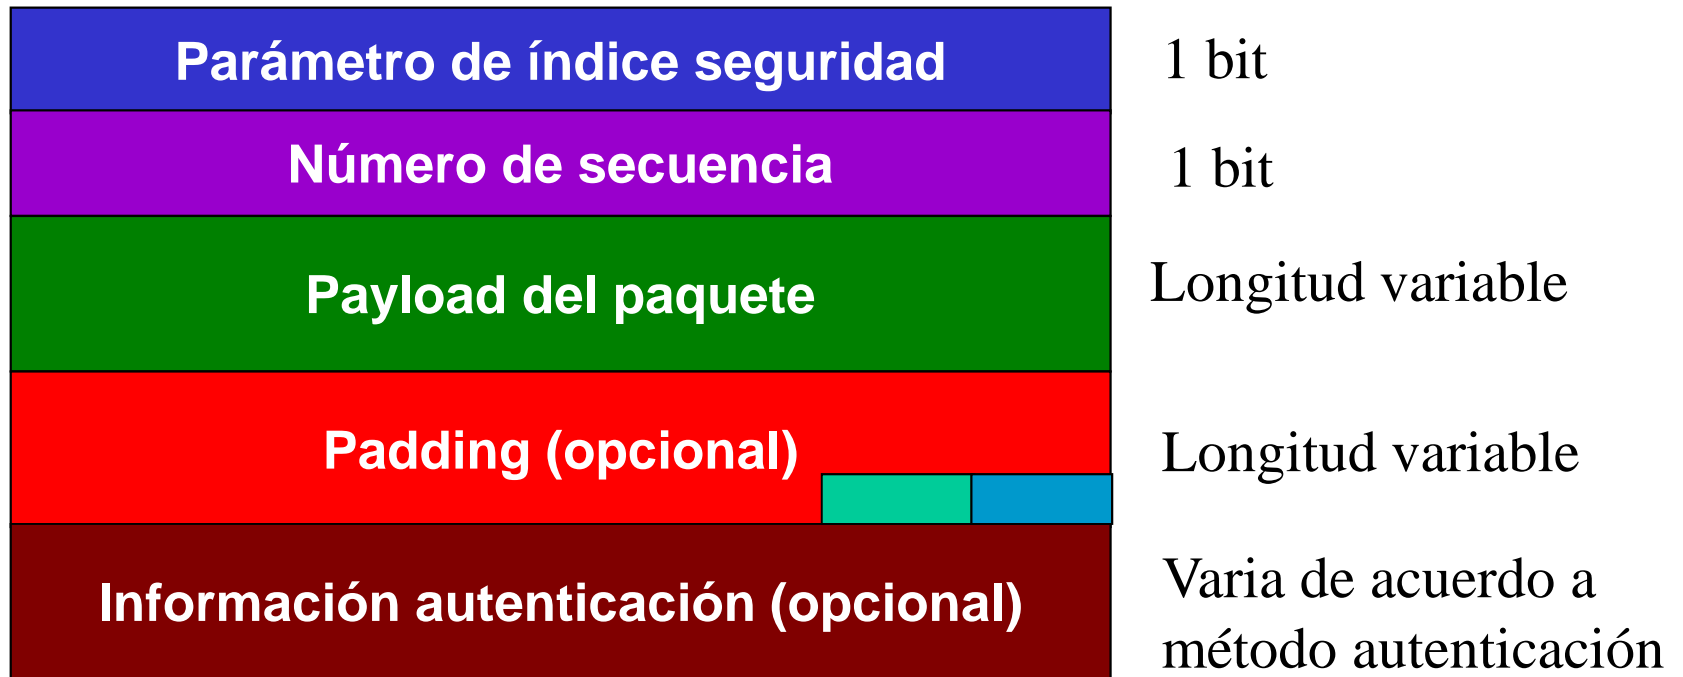 Parámetro de índice seguridad
1 bit
Número de secuencia
1 bit
Payload del paquete
Longitud variable
Padding (opcional)
Longitud variable
Información autenticación (opcional)
Varia de acuerdo a
método autenticación